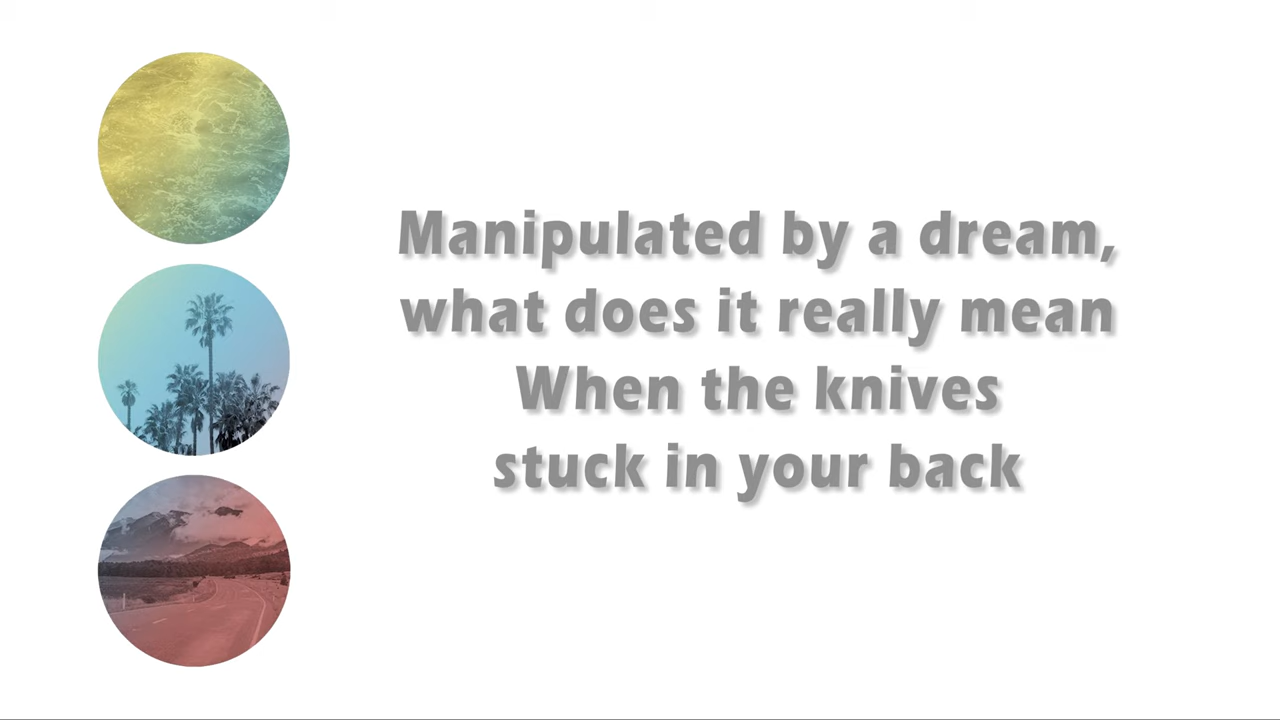 Manipulated by a dream,
what does it really mean
When the knives
stuck in your back